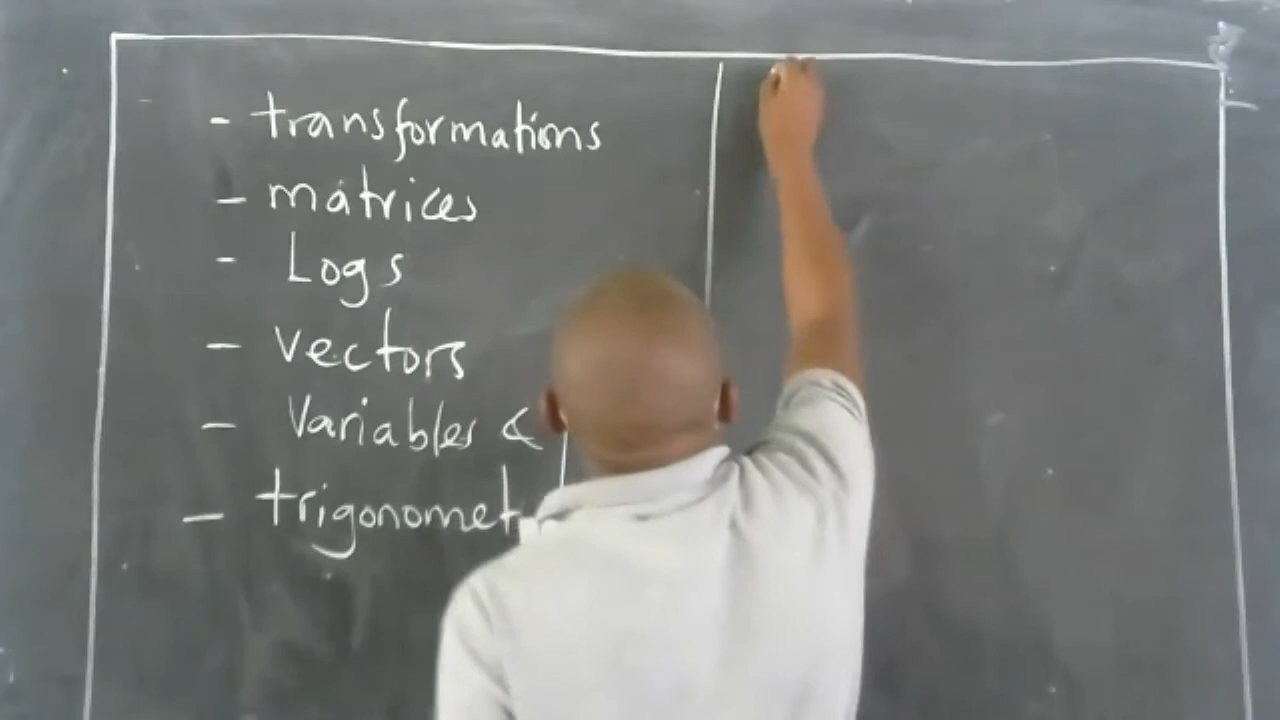 - transformations
- matrices
- Logs
- vectors
- Variables &
- trigonomet